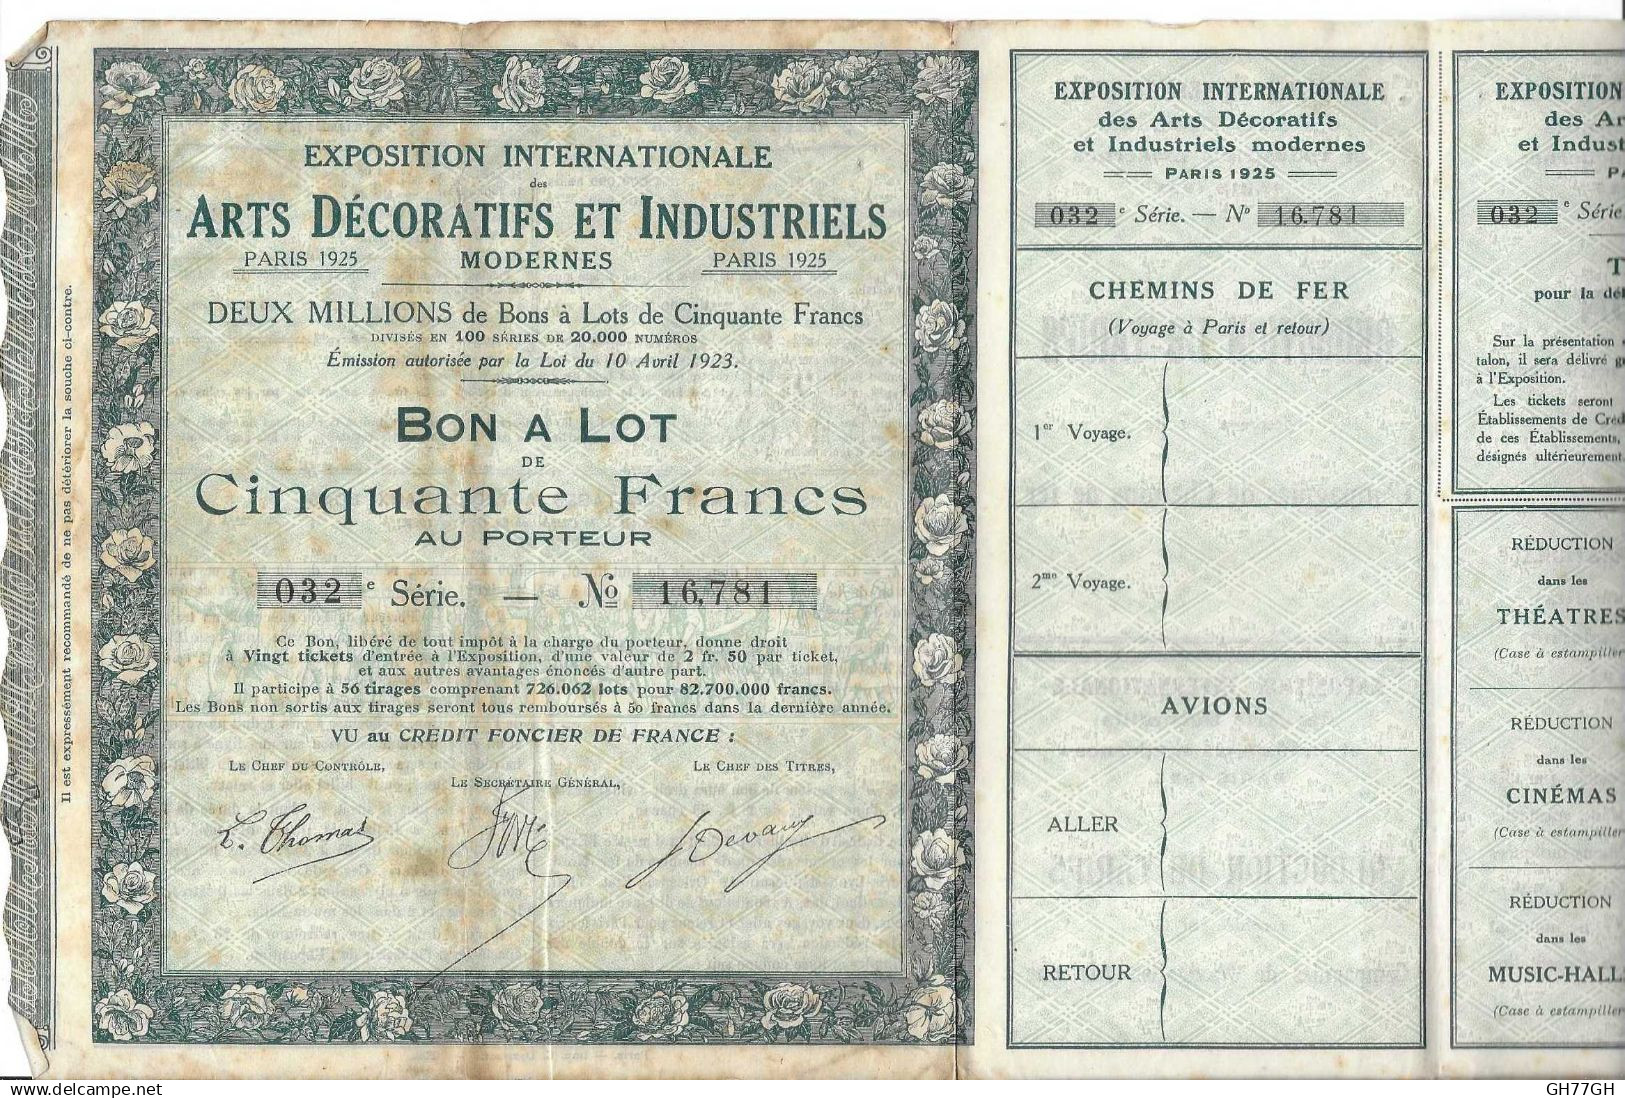 Il est expressément recommandé de ne pas détériorer la souche ci-contre.
EXPOSITION INTERNATIONALE
des
ARTS DÉCORATIFS ET INDUSTRIELS
PARIS 1925 MODERNES PARIS 1925
DEUX MILLIONS de Bons à Lots de Cinquante Francs
DIVISÉS EN 100 SÉRIES DE 20.000 NUMÉROS
Émission autorisée par la Loi du 10 Avril 1923.
BON A LOT
DE
Cinquante Francs
AU PORTEUR
032e Série. — No 16,781
Ce Bon, libéré de tout impôt à la charge du porteur, donne droit
à Vingt tickets d'entrée à l'Exposition, d'une valeur de 2 fr. 50 par ticket,
et aux autres avantages énoncés d'autre part.
Il participe à 56 tirages comprenant 726.062 lots pour 82.700.000 francs.
Les Bons non sortis aux tirages seront tous remboursés à 50 francs dans la dernière année.
VU au CRÉDIT FONCIER DE FRANCE :
LE CHEF DU CONTRÔLE,
LE SECRÉTAIRE GÉNÉRAL,
LE CHEF DES TITRES,
L. Thomas
EXPOSITION INTERNATIONALE
des Arts Décoratifs
et Industriels modernes
PARIS 1925
032e Série. — No 16.781
CHEMINS DE FER
(Voyage à Paris et retour)
1er Voyage.
2me Voyage.
AVIONS
ALLER
RETOUR
EXPOSITION
des Ar
et Indust
P
032e Série
T
pour la dé
Sur la présentation
talon, il sera délivré g
à l'Exposition.
Les tickets seront
Établissements de Créd
de ces Établissements,
désignés ultérieurement.
RÉDUCTION
dans les
THÉATRES
(Case à estampiller
RÉDUCTION
dans les
CINÉMAS
(Case à estampiller
RÉDUCTION
dans les
MUSIC-HALL
(Case à estampiller
GH77GH